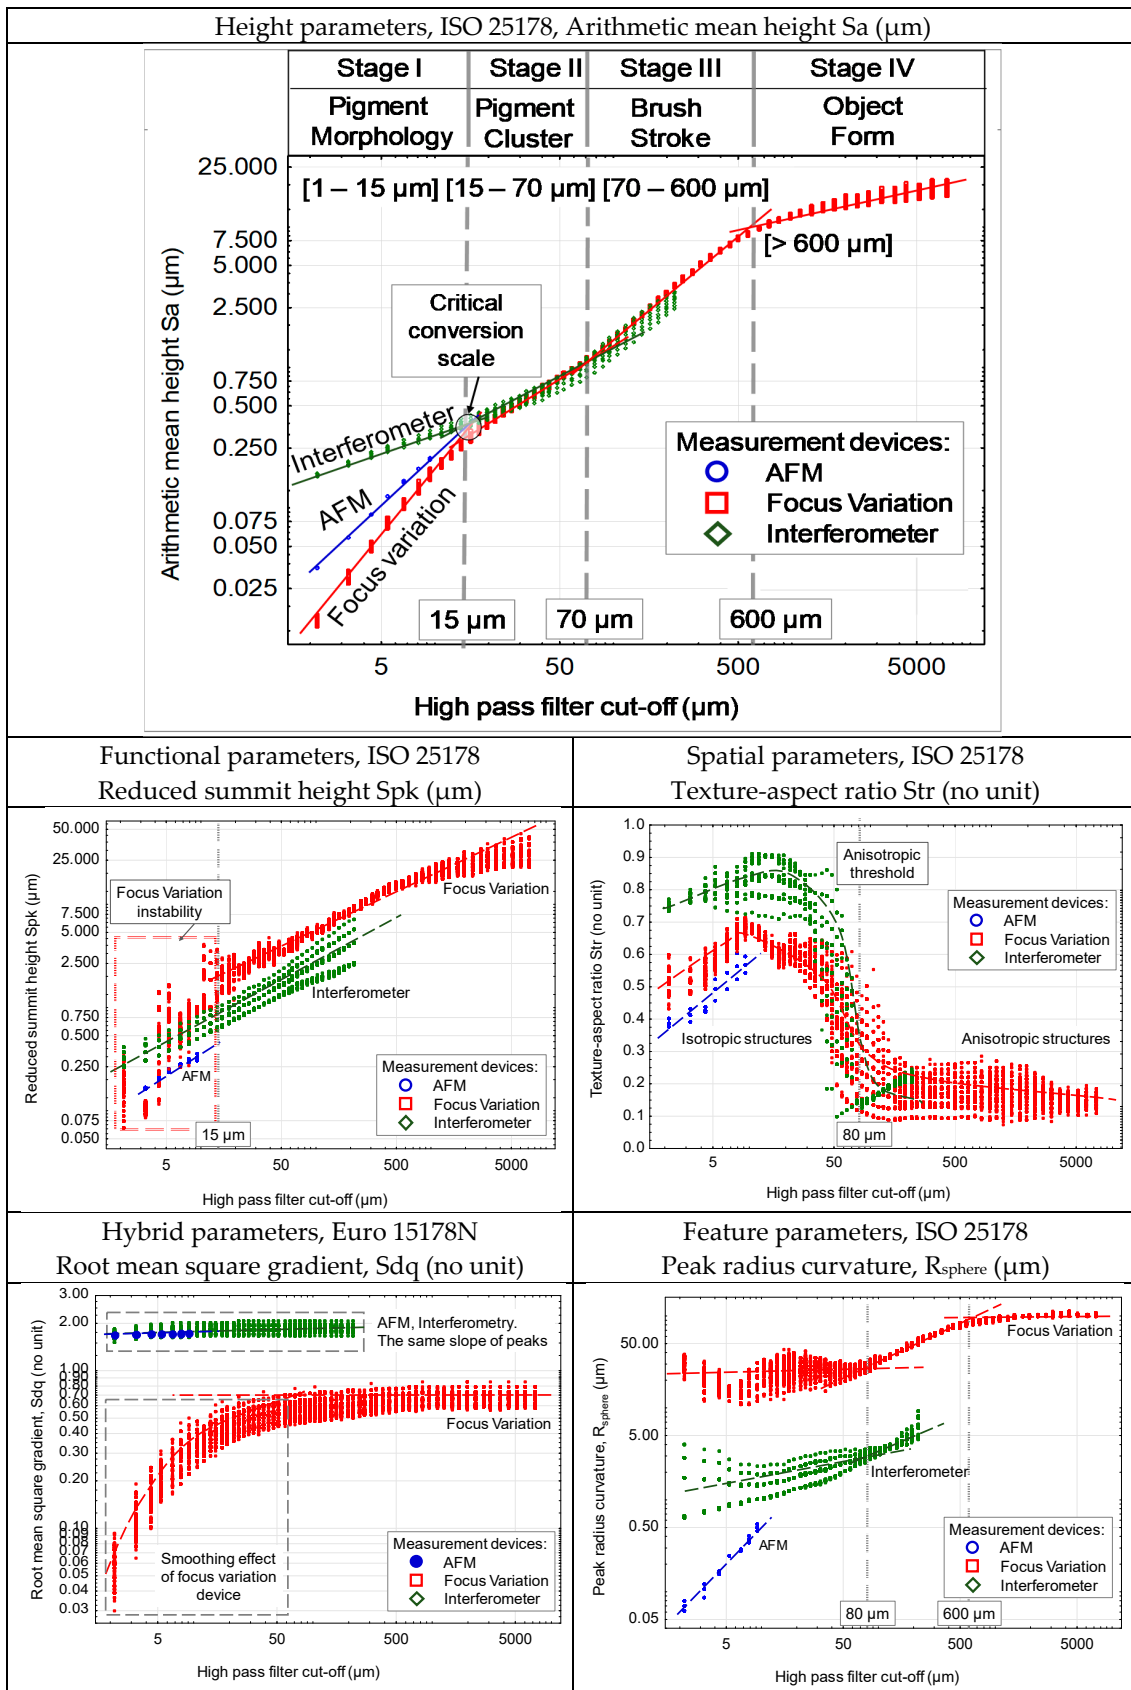 Height parameters, ISO 25178, Arithmetic mean height Sa (µm)
Stage I
Stage II
Stage III
Stage IV
Pigment
Morphology
Pigment
Cluster
Brush
Stroke
Object
Form
[1 – 15 µm] [15 – 70 µm] [70 – 600 µm]
[> 600 µm]
25.000
7.500
5.000
2.500
0.750
0.500
0.250
0.075
0.050
0.025
Arithmetic mean height Sa (µm)
Critical
conversion
scale
Interferometer
AFM
Focus variation
Measurement devices:
AFM
Focus Variation
Interferometer
15 µm
70 µm
600 µm
5
50
500
5000
High pass filter cut-off (µm)
Functional parameters, ISO 25178
Reduced summit height Spk (µm)
50.000
25.000
7.500
5.000
2.500
0.750
0.500
0.250
0.075
0.050
Reduced summit height Spk (µm)
Focus Variation
instability
Focus Variation
Interferometer
AFM
Measurement devices:
AFM
Focus Variation
Interferometer
15 µm
5
50
500
5000
High pass filter cut-off (µm)
Spatial parameters, ISO 25178
Texture-aspect ratio Str (no unit)
1.0
0.9
0.8
0.7
0.6
0.5
0.4
0.3
0.2
0.1
0.0
Texture-aspect ratio Str (no unit)
Anisotropic
threshold
Measurement devices:
AFM
Focus Variation
Interferometer
Isotropic structures
Anisotropic structures
80 µm
5
50
500
5000
High pass filter cut-off (µm)
Hybrid parameters, Euro 15178N
Root mean square gradient, Sdq (no unit)
3.00
2.00
1.00
0.70
0.60
0.40
0.30
0.20
0.10
0.09
0.08
0.06
0.05
0.04
0.03
Root mean square gradient, Sdq (no unit)
AFM, Interferometry.
The same slope of peaks
Focus Variation
Smoothing effect
of focus variation
device
Measurement devices:
AFM
Focus Variation
Interferometer
5
50
500
5000
High pass filter cut-off (µm)
Feature parameters, ISO 25178
Peak radius curvature, Rsphere (µm)
50.00
5.00
0.50
0.05
Peak radius curvature, Rsphere (µm)
Focus Variation
Interferometer
AFM
Measurement devices:
AFM
Focus Variation
Interferometer
80 µm
600 µm
5
50
500
5000
High pass filter cut-off (µm)